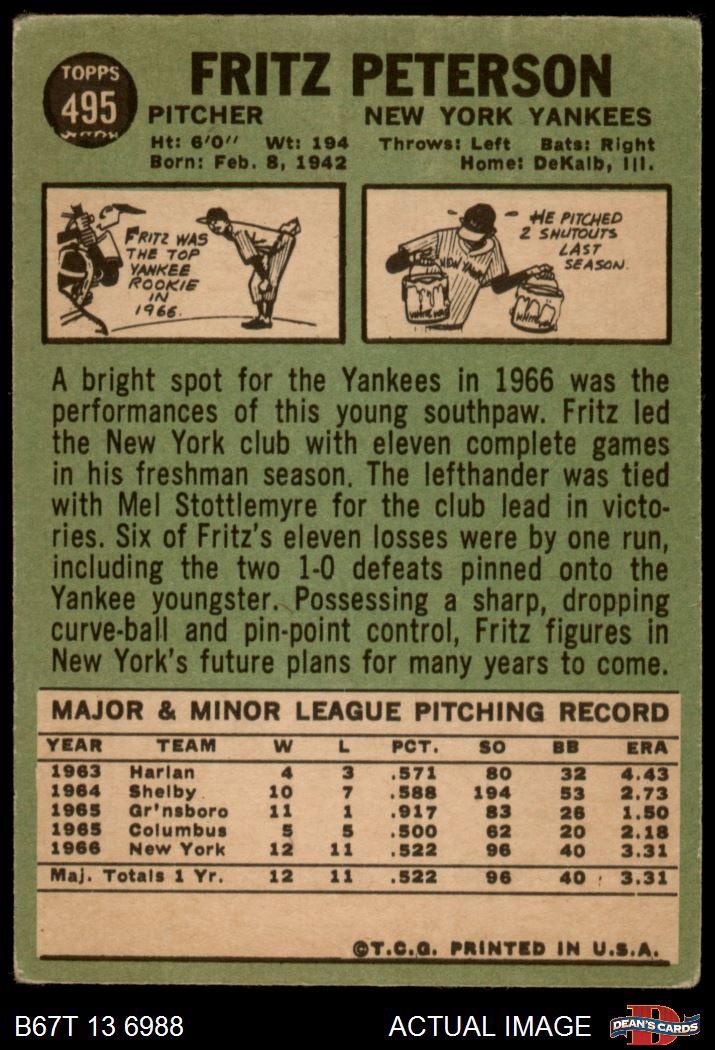 TOPPS
495
FRITZ PETERSON
PITCHER NEW YORK YANKEES
Ht: 6'0" Wt: 194 Throws: Left Bats: Right
Born: Feb. 8, 1942 Home: DeKalb, Ill.
FRITZ WAS
THE TOP
YANKEE
ROOKIE
IN
1966.
HE PITCHED
2 SHUTOUTS
LAST
SEASON.
NEW YORK
WHITEWASH
WHITEWASH
A bright spot for the Yankees in 1966 was the
performances of this young southpaw. Fritz led
the New York club with eleven complete games
in his freshman season. The lefthander was tied
with Mel Stottlemyre for the club lead in victo-
ries. Six of Fritz's eleven losses were by one run,
including the two 1-0 defeats pinned onto the
Yankee youngster. Possessing a sharp, dropping
curve-ball and pin-point control, Fritz figures in
New York's future plans for many years to come.
MAJOR & MINOR LEAGUE PITCHING RECORD
YEAR TEAM W L PCT. SO BB ERA
1963 Harlan 4 3 .571 80 32 4.43
1964 Shelby 10 7 .588 194 53 2.73
1965 Gr'nsboro 11 1 .917 83 26 1.50
1965 Columbus 5 5 .500 62 20 2.18
1966 New York 12 11 .522 96 40 3.31
Maj. Totals 1 Yr. 12 11 .522 96 40 3.31
©T.C.G. PRINTED IN U.S.A.
B67T 13 6988 ACTUAL IMAGE
D
DEAN'S CARDS